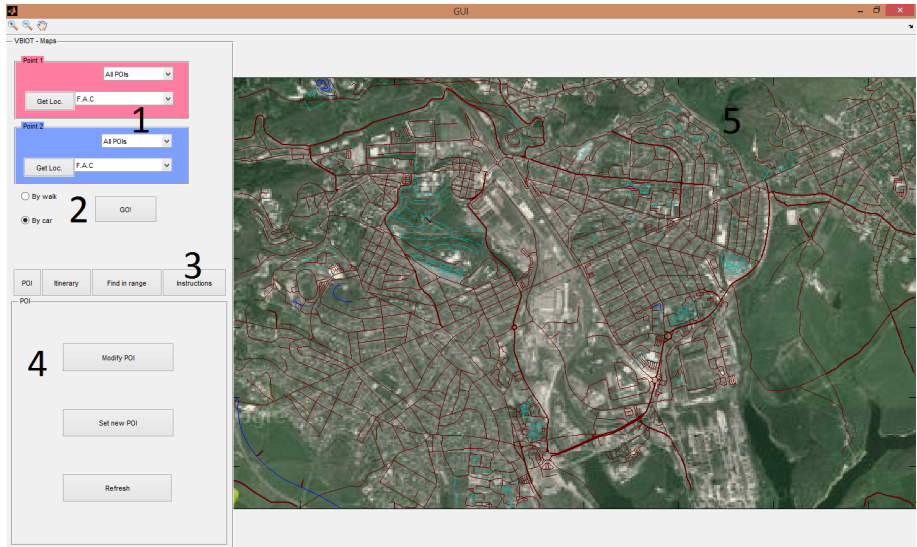 GUI
VBIOT - Maps
Point 1
All POIs
Get Loc. F.A.C
1
Point 2
All POIs
Get Loc. F.A.C
By walk
2
GO!
By car
3
POI Itinerary Find in range Instructions
POI
4
Modify POI
Set new POI
Refresh
5